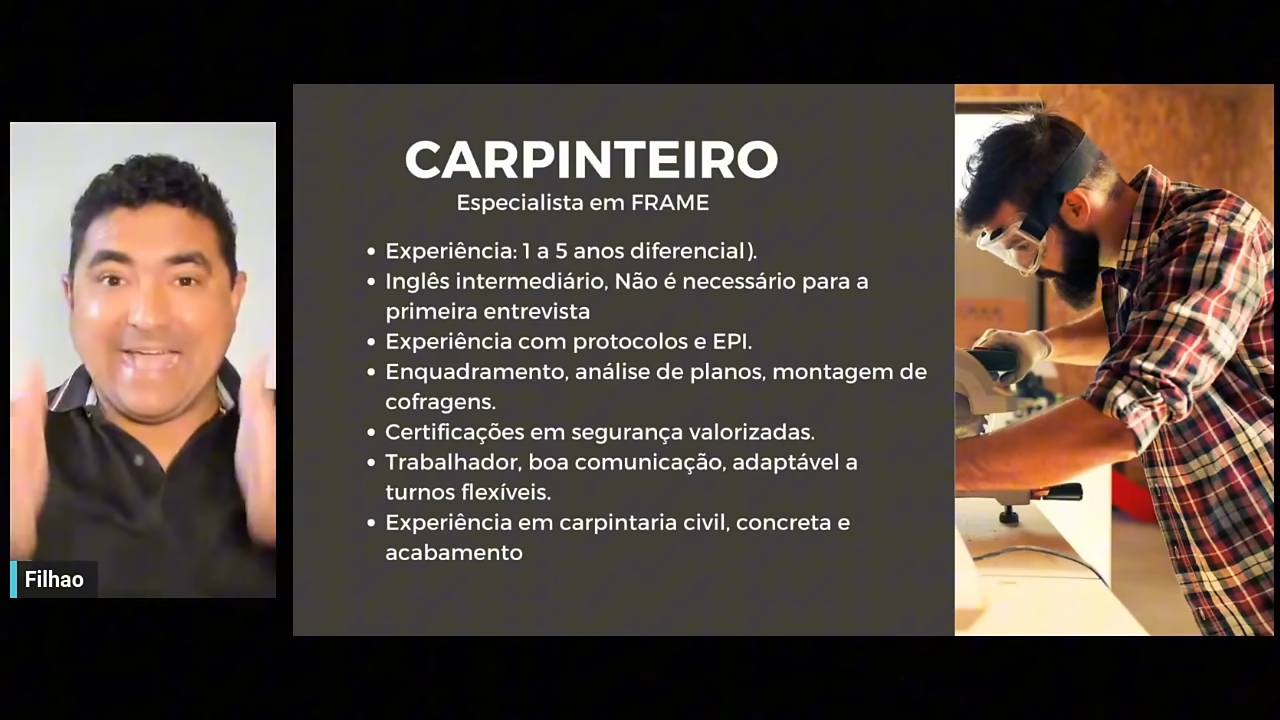 CARPINTEIRO
Especialista em FRAME
• Experiência: 1 a 5 anos diferencial).
• Inglês intermediário, Não é necessário para a
primeira entrevista
• Experiência com protocolos e EPI.
• Enquadramento, análise de planos, montagem de
cofragens.
• Certificações em segurança valorizadas.
• Trabalhador, boa comunicação, adaptável a
turnos flexíveis.
• Experiência em carpintaria civil, concreta e
acabamento
Filhao